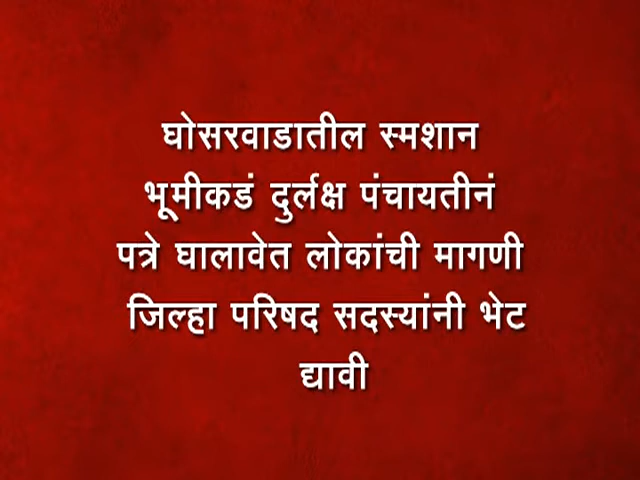 घोसरवाडातील स्मशान
भूमीकडं दुर्लक्ष पंचायतीनं
पत्रे घालावेत लोकांची मागणी
जिल्हा परिषद सदस्यांनी भेट
द्यावी